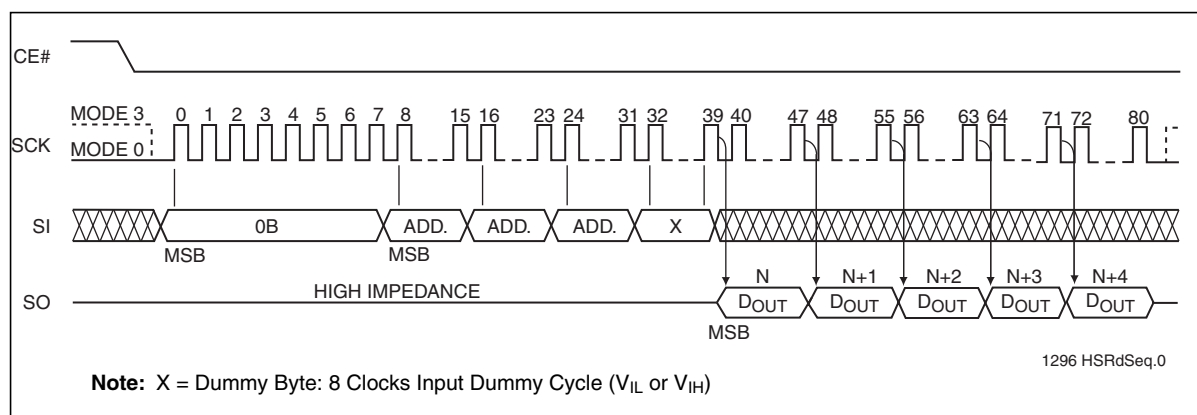 CE#
MODE 3
0 1 2 3 4 5 6 7 8 15 16 23 24 31 32 39 40 47 48 55 56 63 64 71 72 80
SCK
MODE 0
SI
0B ADD. ADD. ADD. X
MSB MSB
N N+1 N+2 N+3 N+4
SO
HIGH IMPEDANCE
DOUT DOUT DOUT DOUT DOUT
MSB
1296 HSRdSeq.0
Note: X = Dummy Byte: 8 Clocks Input Dummy Cycle (VIL or VIH)